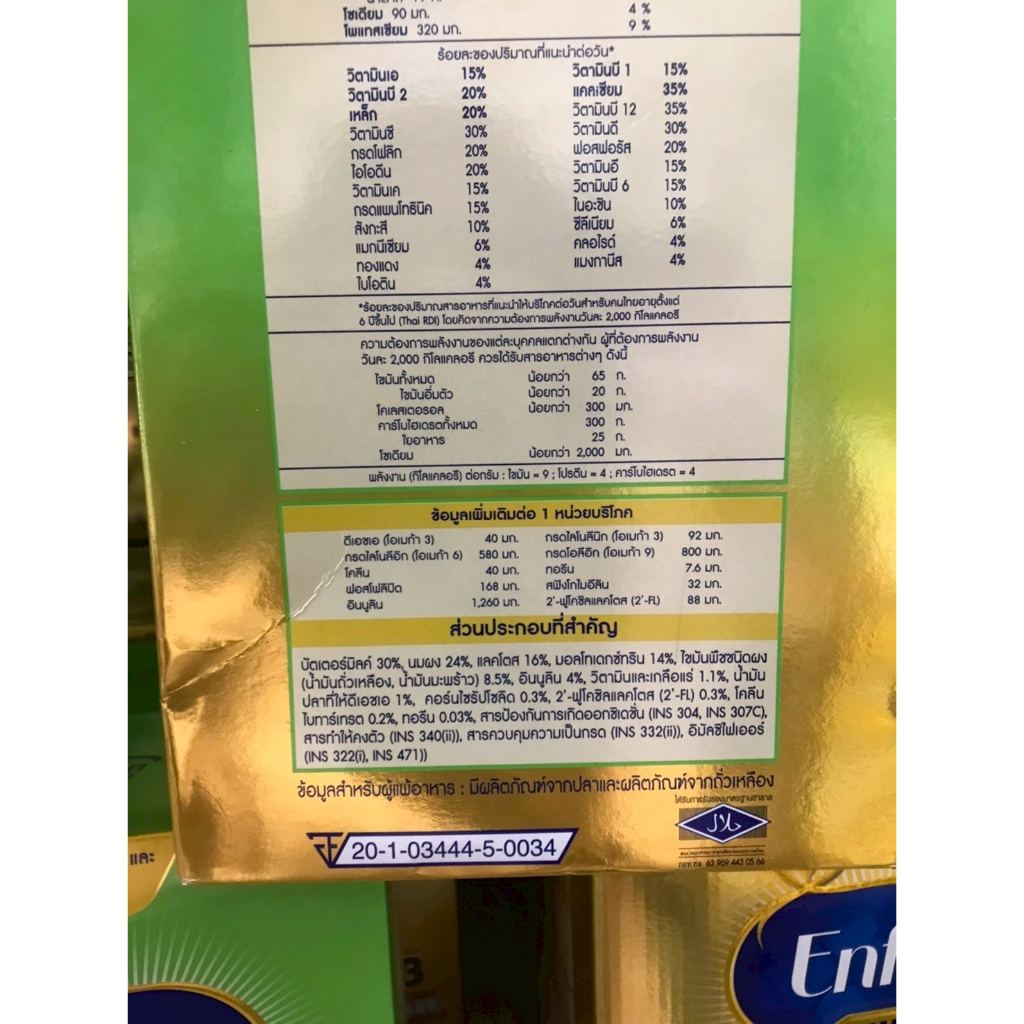 โซเดียม 90 มก. 4 %
โพแทสเซียม 320 มก. 9 %
ร้อยละของปริมาณที่แนะนำต่อวัน*
วิตามินเอ 15% วิตามินบี 1 15%
วิตามินบี 2 20% แคลเซียม 35%
เหล็ก 20% วิตามินบี 12 35%
วิตามินซี 30% วิตามินดี 30%
กรดโฟลิก 20% ฟอสฟอรัส 20%
ไอโอดีน 20% วิตามินอี 15%
วิตามินเค 15% วิตามินบี 6 15%
กรดแพนโทธินิค 15% ไนอะซิน 10%
สังกะสี 10% ซีลีเนียม 6%
แมกนีเซียม 6% คลอไรด์ 4%
ทองแดง 4% แมงกานีส 4%
ไบโอติน 4%
*ร้อยละของปริมาณสารอาหารที่แนะนำให้บริโภคต่อวันสำหรับคนไทยอายุตั้งแต่
6 ปีขึ้นไป (Thai RDI) โดยคิดจากความต้องการพลังงานวันละ 2,000 กิโลแคลอรี
ความต้องการพลังงานของแต่ละบุคคลแตกต่างกัน ผู้ที่ต้องการพลังงาน
วันละ 2,000 กิโลแคลอรี ควรได้รับสารอาหารต่างๆ ดังนี้
ไขมันทั้งหมด น้อยกว่า 65 ก.
ไขมันอิ่มตัว น้อยกว่า 20 ก.
โคเลสเตอรอล น้อยกว่า 300 มก.
คาร์โบไฮเดรตทั้งหมด 300 ก.
ใยอาหาร 25 ก.
โซเดียม น้อยกว่า 2,000 มก.
พลังงาน (กิโลแคลอรี) ต่อกรัม : ไขมัน = 9 ; โปรตีน = 4 ; คาร์โบไฮเดรต = 4
ข้อมูลเพิ่มเติมต่อ 1 หน่วยบริโภค
ดีเอชเอ (โอเมก้า 3) 40 มก. กรดไลโนลีนิก (โอเมก้า 3) 92 มก.
กรดไลโนลีอิก (โอเมก้า 6) 580 มก. กรดโอลีอิก (โอเมก้า 9) 800 มก.
โคลีน 40 มก. ทอรีน 7.6 มก.
ฟอสโฟลิปิด 168 มก. สฟิงโกไมอีลิน 32 มก.
อินนูลิน 1,260 มก. 2'-ฟูโคซิลแลคโตส (2'-FL) 88 มก.
ส่วนประกอบที่สำคัญ
บัตเตอร์มิลค์ 30%, นมผง 24%, แลคโตส 16%, มอลโทเดกซ์ทริน 14%, ไขมันพืชชนิดผง
(น้ำมันถั่วเหลือง, น้ำมันมะพร้าว) 8.5%, อินนูลิน 4%, วิตามินและเกลือแร่ 1.1%, น้ำมัน
ปลาที่ให้ดีเอชเอ 1%, คอร์นไซรัปโซลิด 0.3%, 2'-ฟูโคซิลแลคโตส (2'-FL) 0.3%, โคลีน
ไบทาร์เทรต 0.2%, ทอรีน 0.03%, สารป้องกันการเกิดออกซิเดชั่น (INS 304, INS 307C),
สารทำให้คงตัว (INS 340(ii)), สารควบคุมความเป็นกรด (INS 332(ii)), อิมัลซิไฟเออร์
(INS 322(i), INS 471))
ข้อมูลสำหรับผู้แพ้อาหาร : มีผลิตภัณฑ์จากปลาและผลิตภัณฑ์จากถั่วเหลือง
ได้รับการรับรองมาตรฐานฮาลาล
حلال
20-1-03444-5-0034
กอท.ฮล. 63 969 443 05 66
และ
3
Enf